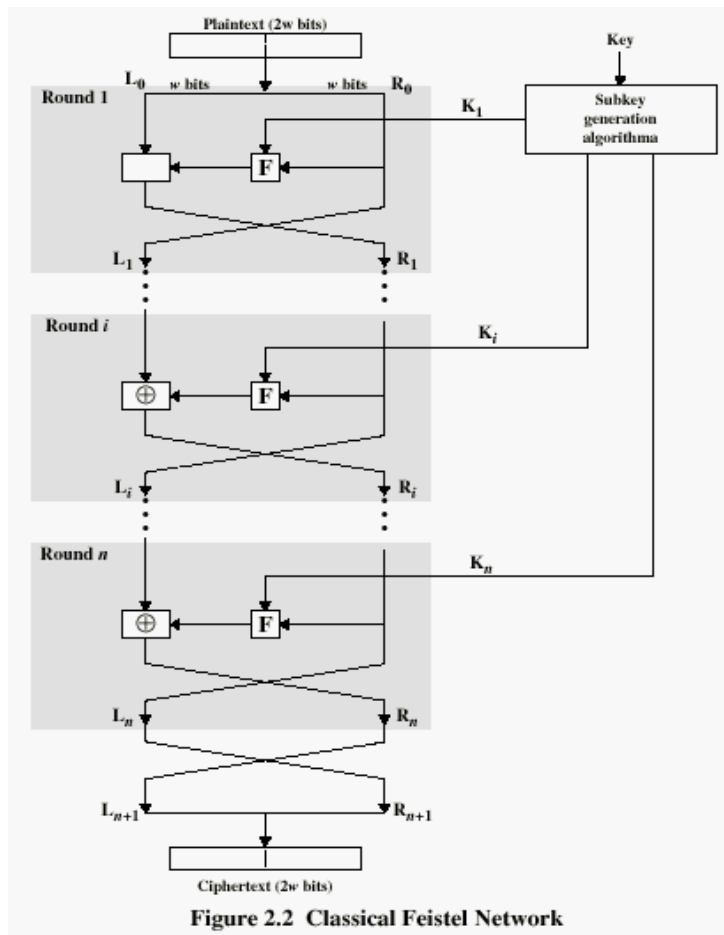 Plaintext (2w bits)
Key
L0 w bits w bits R0
Round 1
K1
Subkey
generation
algorithma
F
L1 R1
Round i
Ki
⊕ F
Li Ri
Round n
Kn
⊕ F
Ln Rn
Ln+1 Rn+1
Ciphertext (2w bits)
Figure 2.2 Classical Feistel Network